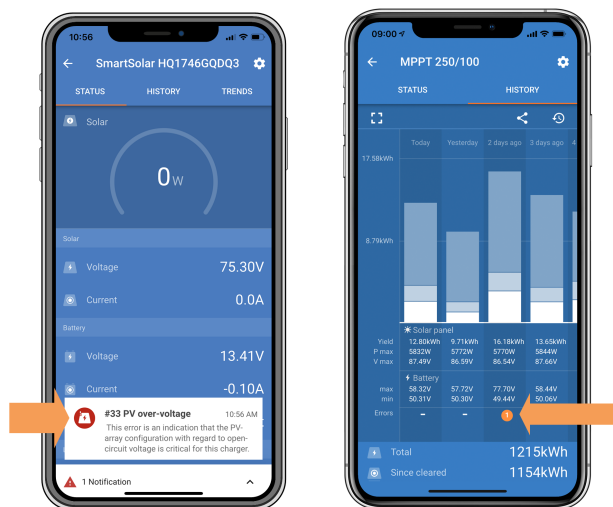 10:56
SmartSolar HQ1746GQDQ3
STATUS HISTORY TRENDS
Solar
0w
Solar
Voltage 75.30V
Current 0.0A
Battery
Voltage 13.41V
Current -0.10A
#33 PV over-voltage 10:56 AM
This error is an indication that the PV-
array configuration with regard to open-
circuit voltage is critical for this charger.
1 Notification
09:00
MPPT 250/100
STATUS HISTORY
Today Yesterday 2 days ago 3 days ago 4
17.58kWh
8.79kWh
Solar panel
Yield 12.80kWh 9.71kWh 16.18kWh 13.65kWh
P max 5832W 5772W 5770W 5844W
V max 87.49V 86.59V 86.54V 87.66V
Battery
max 58.32V 57.72V 77.70V 58.44V
min 50.31V 50.30V 49.44V 50.06V
Errors – – 1
Total 1215kWh
Since cleared 1154kWh